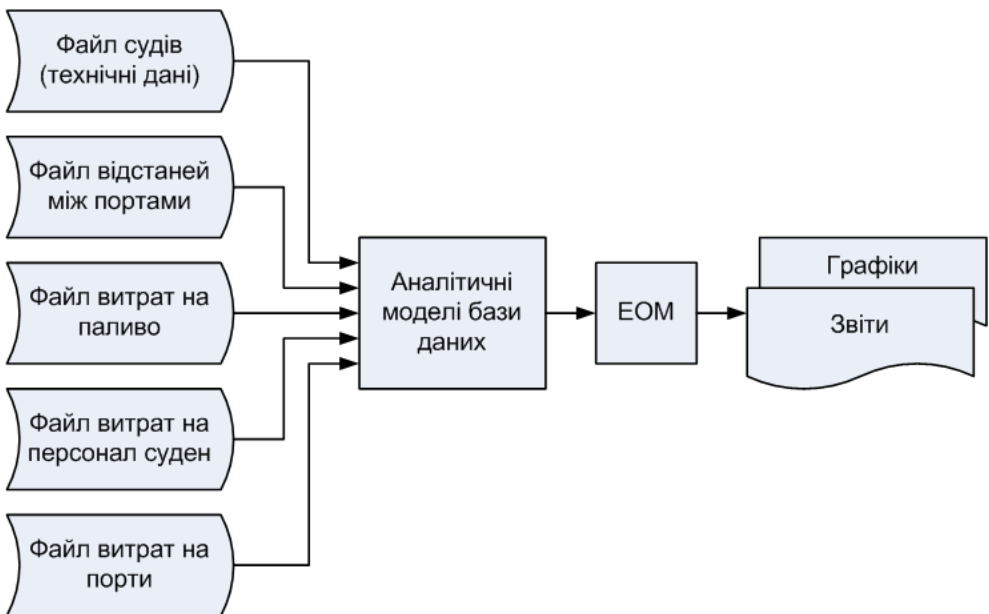 Файл судів
(технічні дані)
Файл відстаней
між портами
Файл витрат на
паливо
Файл витрат на
персонал суден
Файл витрат на
порти
Аналітичні
моделі бази
даних
ЕОМ
Графіки
Звіти